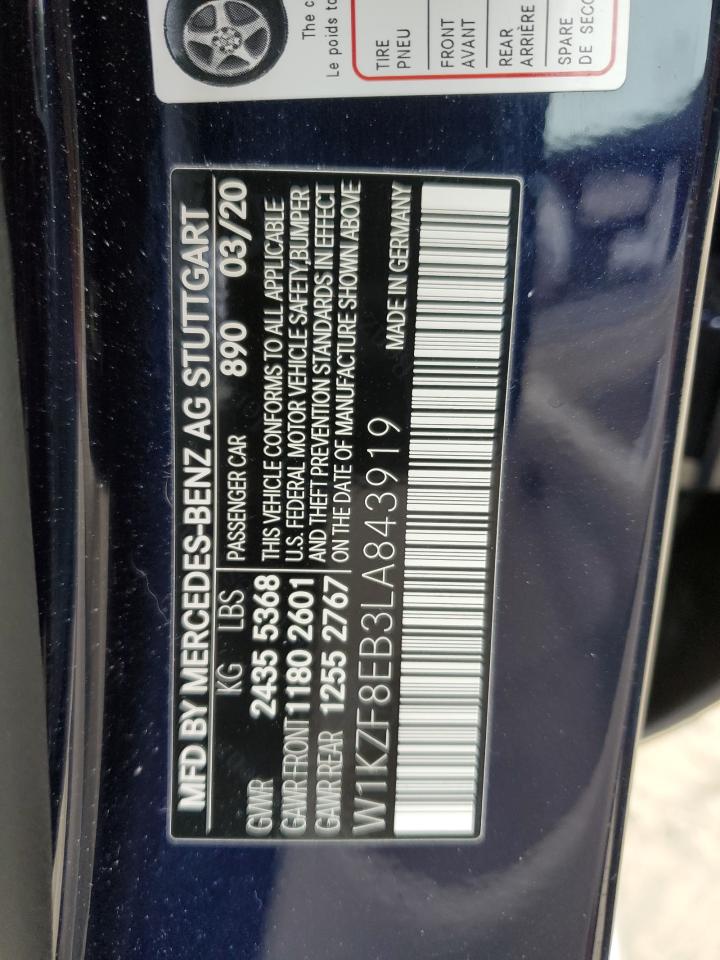 MFD BY MERCEDES-BENZ AG STUTTGART
KG LBS
GWR 2435 5368
GAWR FRONT 1180 2601
GAWR REAR 1255 2767
PASSENGER CAR 890 03/20
THIS VEHICLE CONFORMS TO ALL APPLICABLE
U.S. FEDERAL MOTOR VEHICLE SAFETY, BUMPER
AND THEFT PREVENTION STANDARDS IN EFFECT
ON THE DATE OF MANUFACTURE SHOWN ABOVE
W1KZF8EB3LA843919
MADE IN GERMANY
The c
Le poids to
TIRE
PNEU
FRONT
AVANT
REAR
ARRIÈRE
SPARE
DE SECO